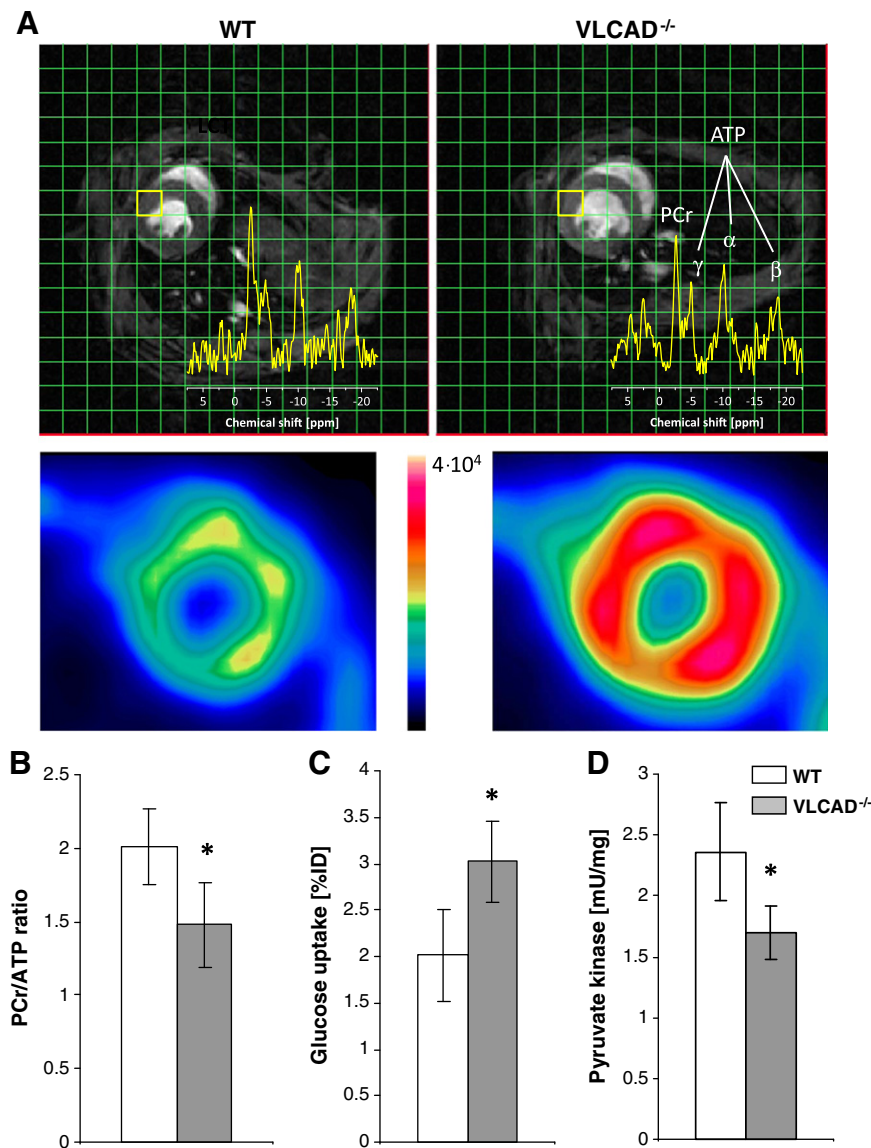 A
WT
VLCAD-/-
ATP
PCr
γ
α
β
5 0 -5 -10 -15 -20
Chemical shift [ppm]
5 0 -5 -10 -15 -20
Chemical shift [ppm]
4·10⁴
B
2.5
2
1.5
1
0.5
0
PCr/ATP ratio
*
C
4
3.5
3
2.5
2
1.5
1
0.5
0
Glucose uptake [%ID]
*
D
3
2.5
2
1.5
1
0.5
0
Pyruvate kinase [mU/mg]
*
WT
VLCAD-/-